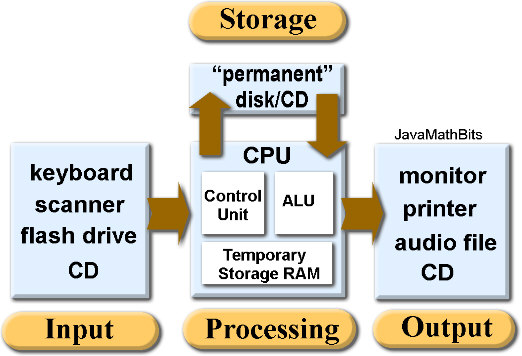 Storage
“permanent”
disk/CD
JavaMathBits
keyboard
scanner
flash drive
CD
CPU
Control
Unit
ALU
Temporary
Storage RAM
monitor
printer
audio file
CD
Input
Processing
Output